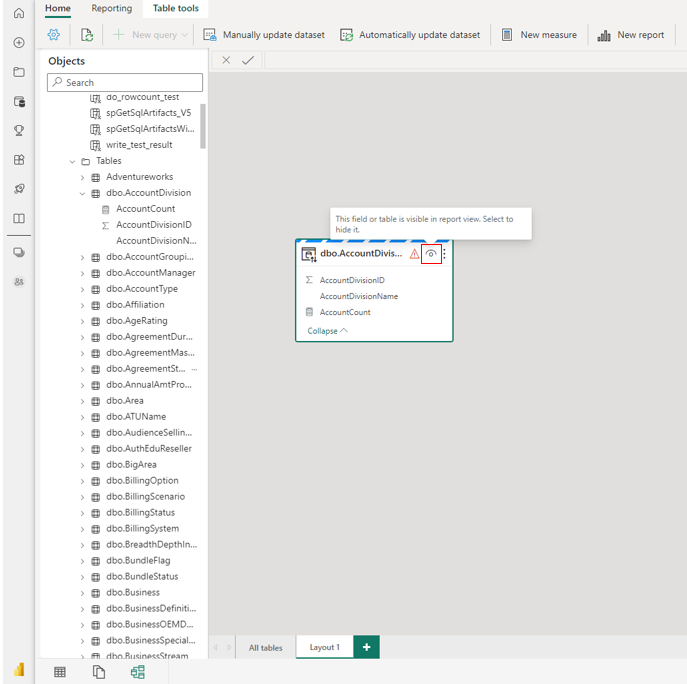 Home Reporting Table tools
New query Manually update dataset Automatically update dataset New measure New report
Objects
Search
do_rowcount_test
spGetSqlArtifacts_V5
spGetSqlArtifactsWi...
write_test_result
Tables
Adventureworks
dbo.AccountDivision
AccountCount
AccountDivisionID
AccountDivisionN...
dbo.AccountGroupi...
dbo.AccountManager
dbo.AccountType
dbo.Affiliation
dbo.AgeRating
dbo.AgreementDur...
dbo.AgreementMas...
dbo.AgreementSt...
dbo.AnnualAmtPro...
dbo.Area
dbo.ATUName
dbo.AudienceSellin...
dbo.AuthEduReseller
dbo.BigArea
dbo.BillingOption
dbo.BillingScenario
dbo.BillingStatus
dbo.BillingSystem
dbo.BreadthDepthIn...
dbo.BundleFlag
dbo.BundleStatus
dbo.Business
dbo.BusinessDefiniti...
dbo.BusinessOEMD...
dbo.BusinessSpecial...
dbo.BusinessStream
This field or table is visible in report view. Select to
hide it.
dbo.AccountDivis...
AccountDivisionID
AccountDivisionName
AccountCount
Collapse
All tables Layout 1